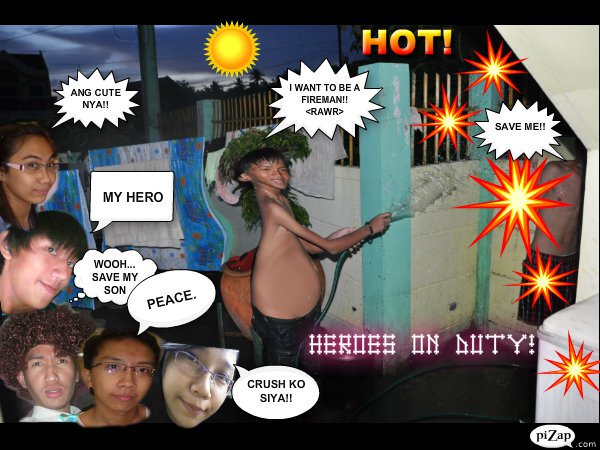 HOT!
ANG CUTE
NYA!!
I WANT TO BE A
FIREMAN!!
<RAWR>
SAVE ME!!
MY HERO
WOOH...
SAVE MY
SON
PEACE.
HEROES ON DUTY!
CRUSH KO
SIYA!!
piZap
.com